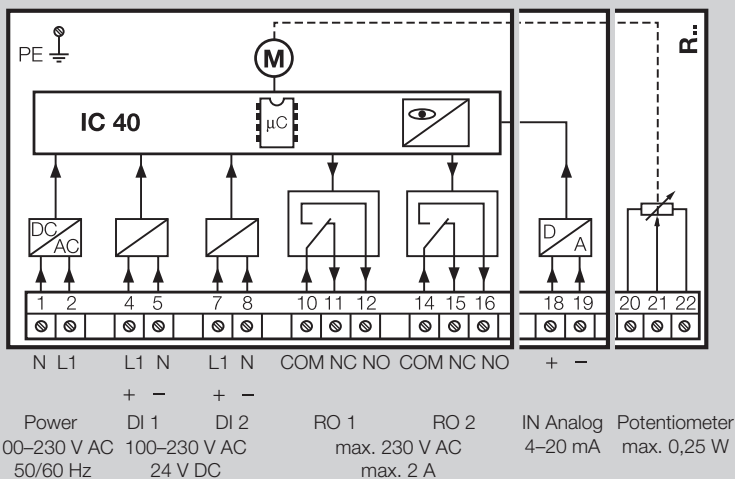 R..
PE
M
IC 40
µC
DC
AC
D
A
1 2 4 5 7 8 10 11 12 14 15 16 18 19 20 21 22
N L1 L1 N L1 N COM NC NO COM NC NO + −
+ − + −
Power DI 1 DI 2 RO 1 RO 2 IN Analog Potentiometer
00–230 V AC 100–230 V AC max. 230 V AC 4–20 mA max. 0,25 W
50/60 Hz 24 V DC max. 2 A